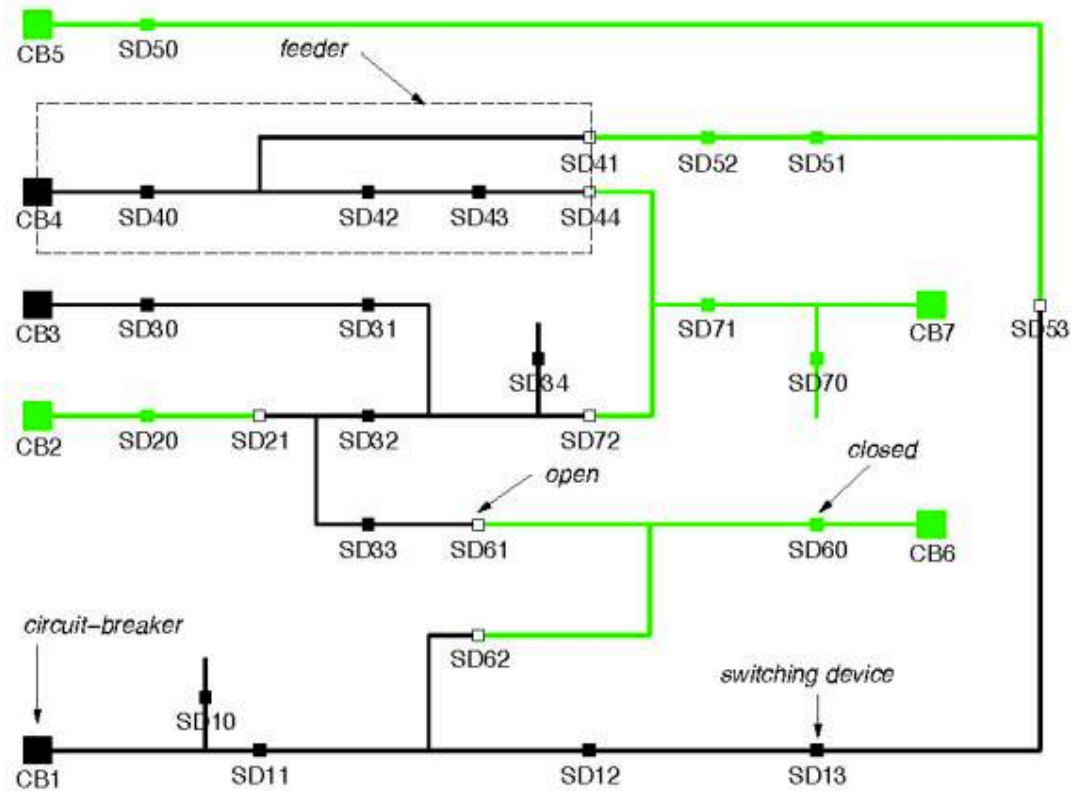 CB5
SD50
feeder
SD41
SD52
SD51
CB4
SD40
SD42
SD43
SD44
CB3
SD30
SD31
SD71
CB7
SD53
SD34
SD70
CB2
SD20
SD21
SD32
SD72
closed
open
SD33
SD61
SD60
CB6
circuit-breaker
SD62
switching device
SD10
CB1
SD11
SD12
SD13